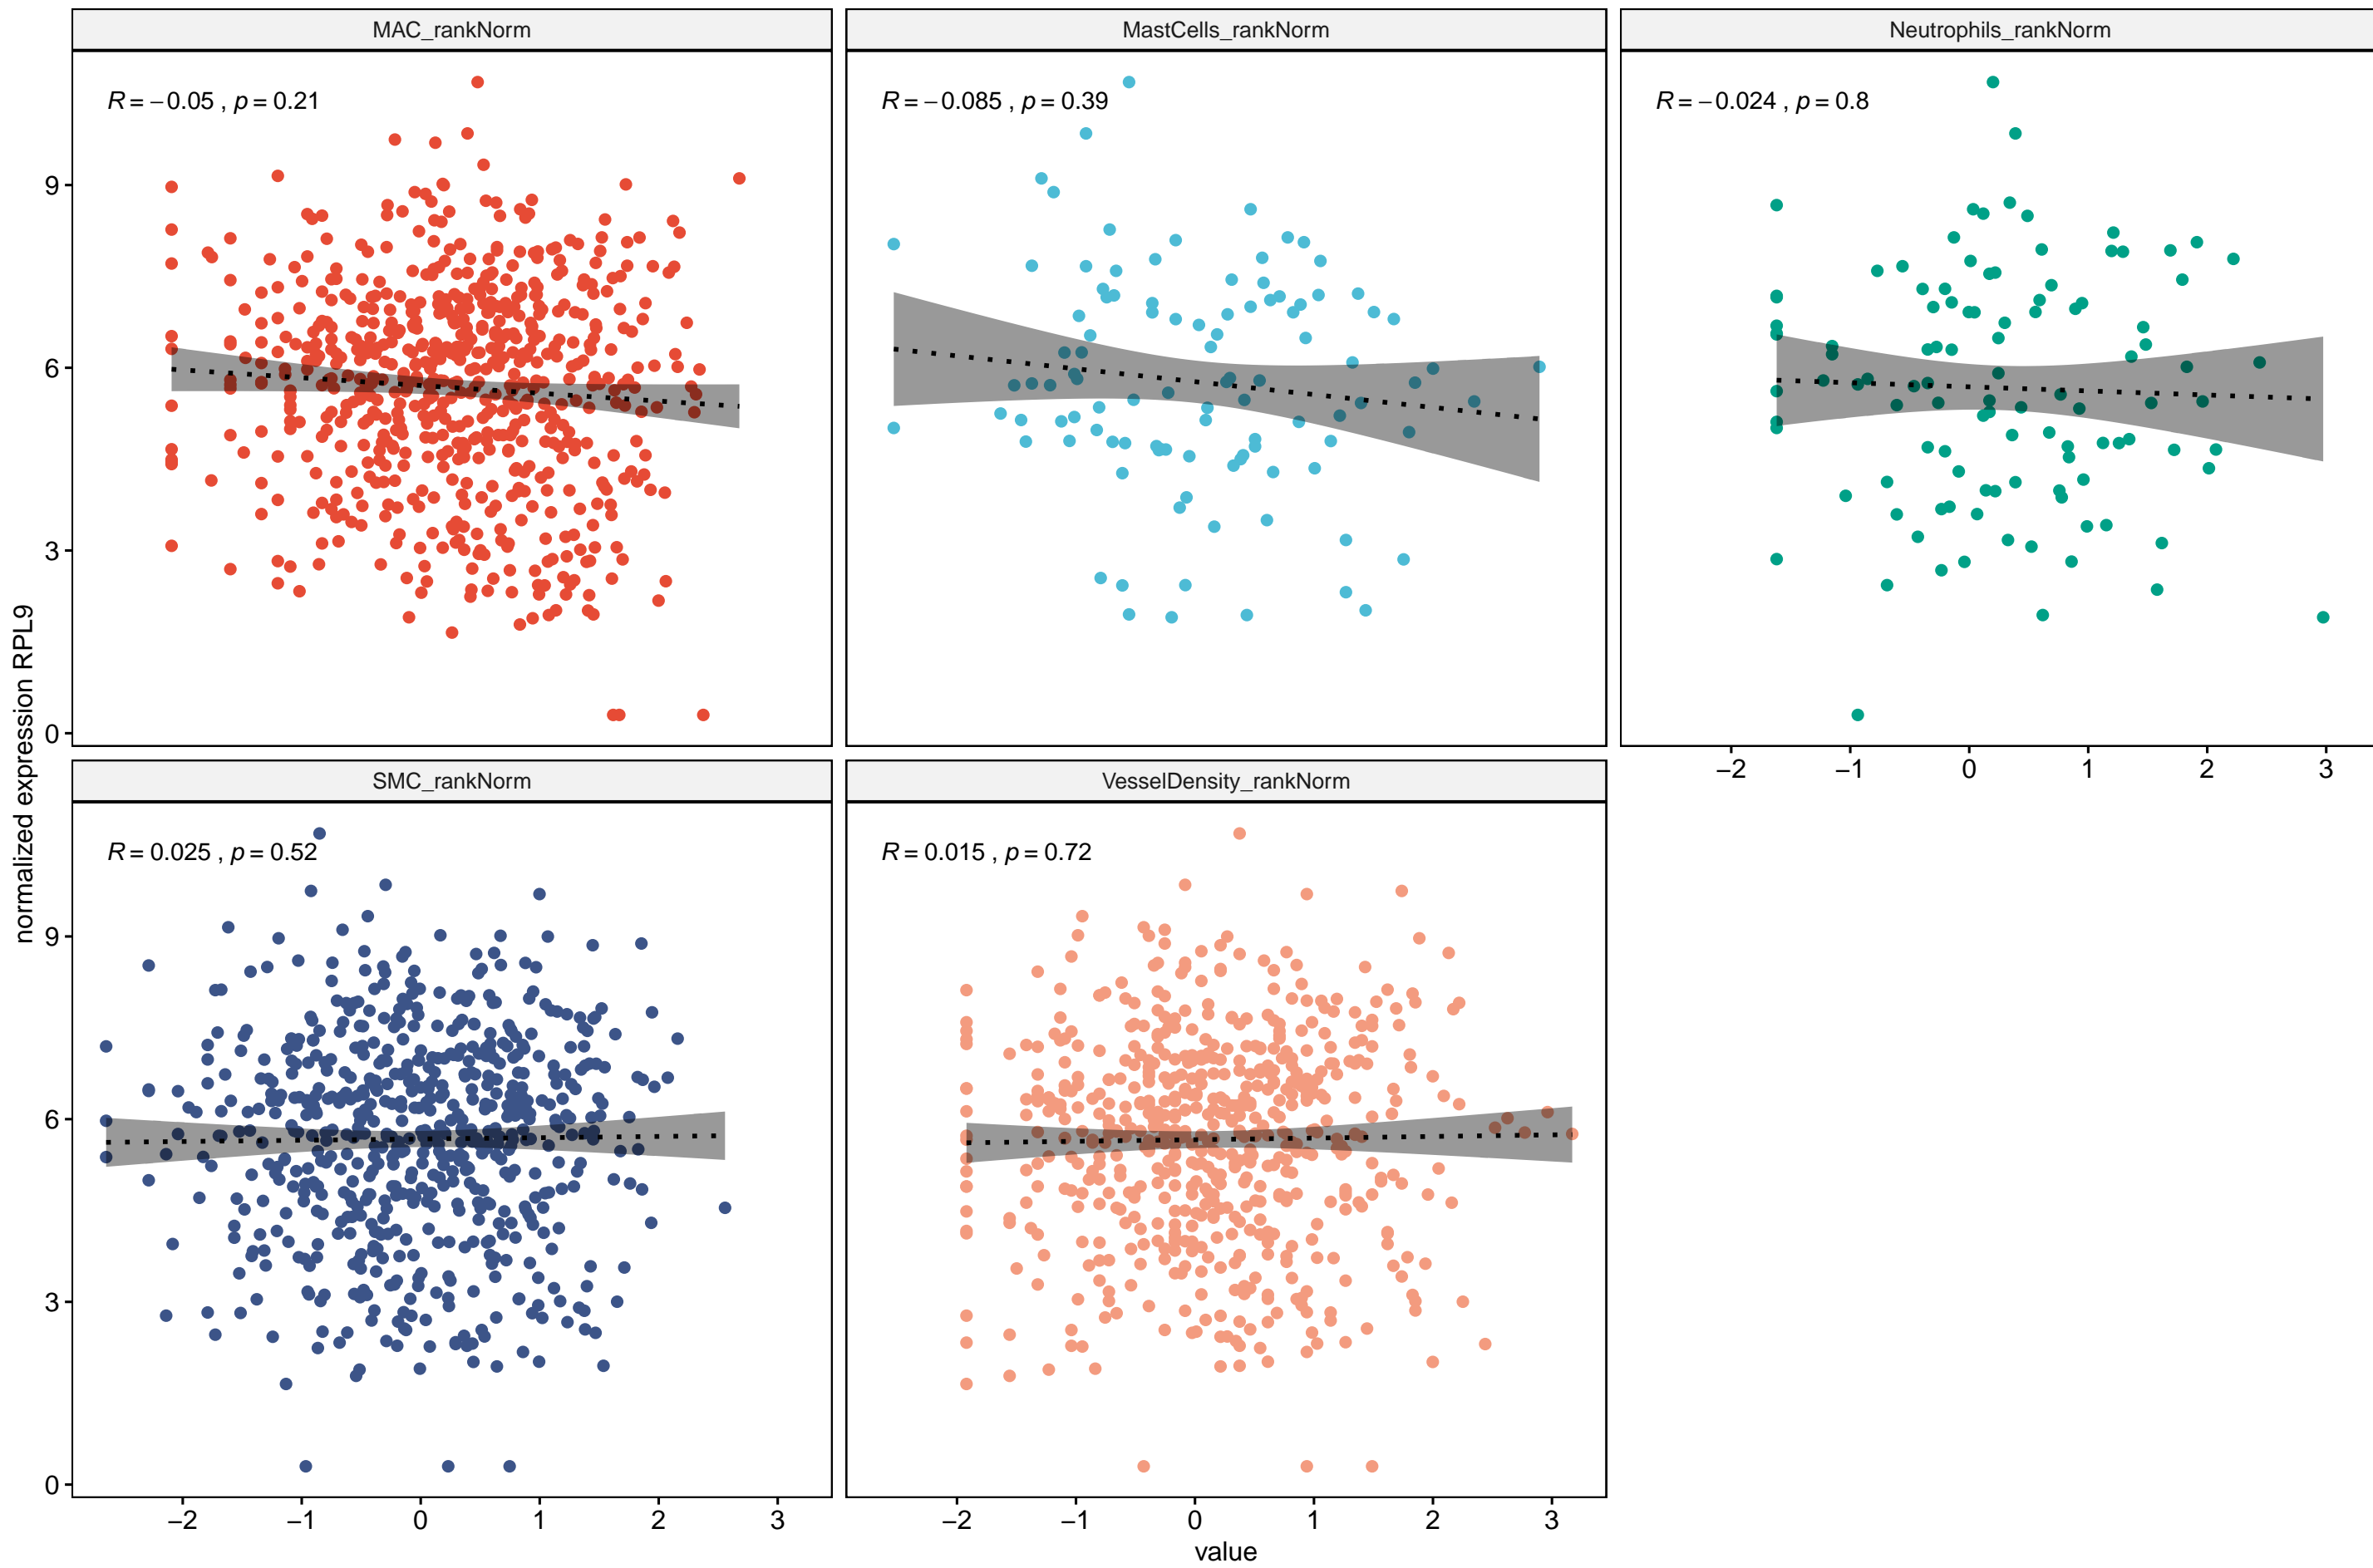 MAC_rankNorm
MastCells_rankNorm
Neutrophils_rankNorm
R = −0.05 , p = 0.21
R = −0.085 , p = 0.39
R = −0.024 , p = 0.8
9
6
3
0
−2 −1 0 1 2 3
normalized expression RPL9
SMC_rankNorm
VesselDensity_rankNorm
R = 0.025 , p = 0.52
R = 0.015 , p = 0.72
9
6
3
0
−2 −1 0 1 2 3
−2 −1 0 1 2 3
value